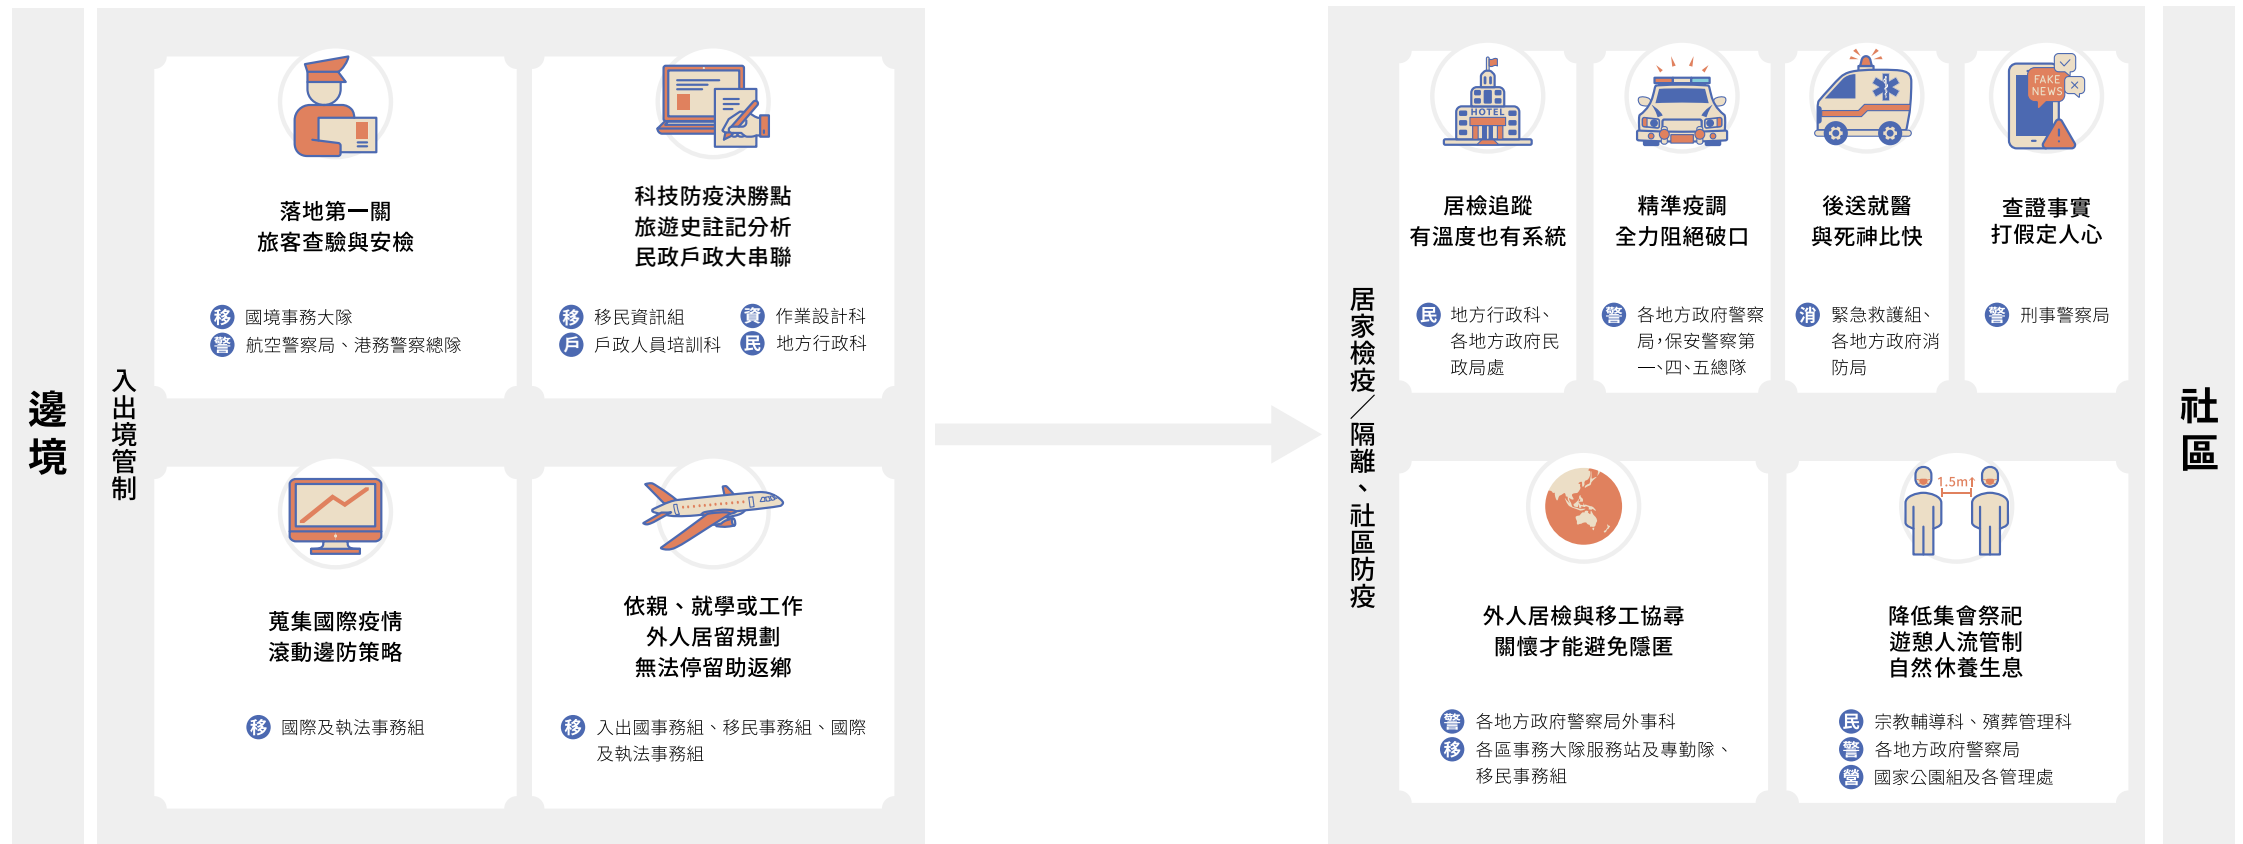 邊境
入出境管制
落地第一關
旅客查驗與安檢
移 國境事務大隊
警 航空警察局、港務警察總隊
科技防疫決勝點
旅遊史註記分析
民政戶政大串聯
移 移民資訊組
戶 戶政人員培訓科
資 作業設計科
民 地方行政科
蒐集國際疫情
滾動邊防策略
移 國際及執法事務組
依親、就學或工作
外人居留規劃
無法停留助返鄉
移 入出國事務組、移民事務組、國際
及執法事務組
居家檢疫／隔離、社區防疫
HOTEL
居檢追蹤
有溫度也有系統
民 地方行政科、
各地方政府民
政局處
精準疫調
全力阻絕破口
警 各地方政府警察
局，保安警察第
一、四、五總隊
後送就醫
與死神比快
消 緊急救護組、
各地方政府消
防局
FAKE
NEWS
查證事實
打假定人心
警 刑事警察局
外人居檢與移工協尋
關懷才能避免隱匿
警 各地方政府警察局外事科
移 各區事務大隊服務站及專勤隊、
移民事務組
1.5m↑
降低集會祭祀
遊憩人流管制
自然休養生息
民 宗教輔導科、殯葬管理科
警 各地方政府警察局
營 國家公園組及各管理處
社區